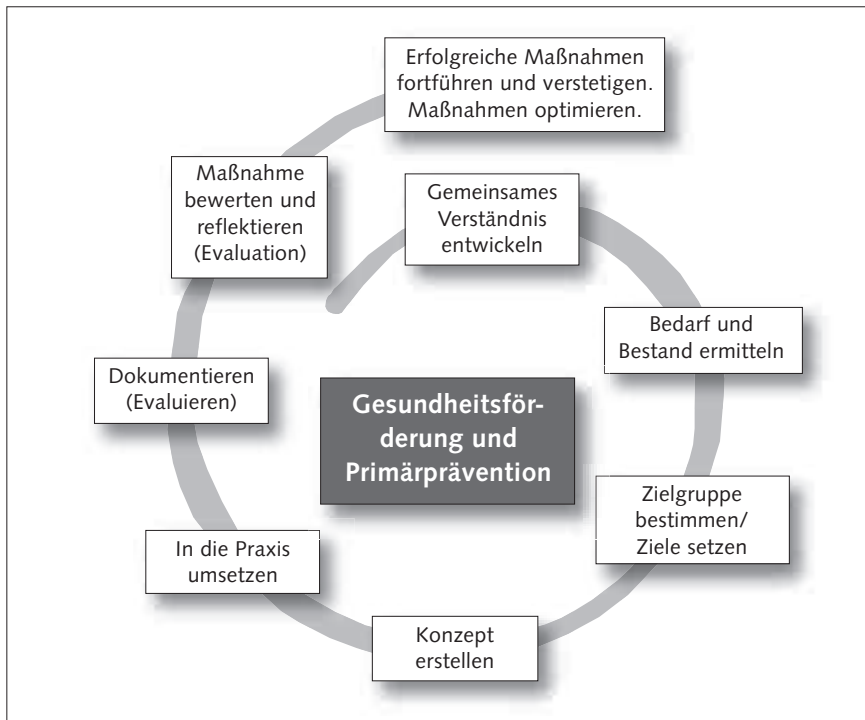 Erfolgreiche Maßnahmen
fortführen und verstetigen.
Maßnahmen optimieren.
Maßnahme
bewerten und
reflektieren
(Evaluation)
Gemeinsames
Verständnis
entwickeln
Bedarf und
Bestand ermitteln
Dokumentieren
(Evaluieren)
Gesundheitsför-
derung und
Primärprävention
Zielgruppe
bestimmen/
Ziele setzen
In die Praxis
umsetzen
Konzept
erstellen